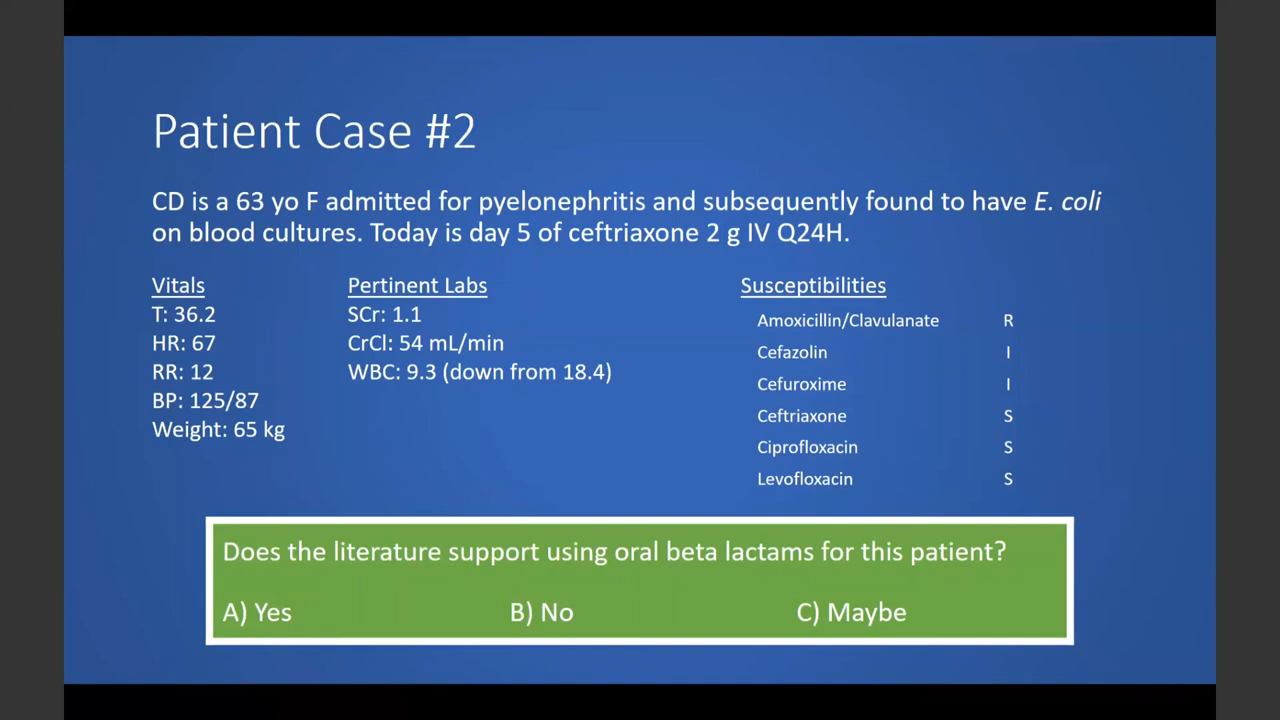 Patient Case #2
CD is a 63 yo F admitted for pyelonephritis and subsequently found to have E. coli
on blood cultures. Today is day 5 of ceftriaxone 2 g IV Q24H.
Vitals
T: 36.2
HR: 67
RR: 12
BP: 125/87
Weight: 65 kg
Pertinent Labs
SCr: 1.1
CrCl: 54 mL/min
WBC: 9.3 (down from 18.4)
Susceptibilities
Amoxicillin/Clavulanate R
Cefazolin I
Cefuroxime I
Ceftriaxone S
Ciprofloxacin S
Levofloxacin S
Does the literature support using oral beta lactams for this patient?
A) Yes B) No C) Maybe